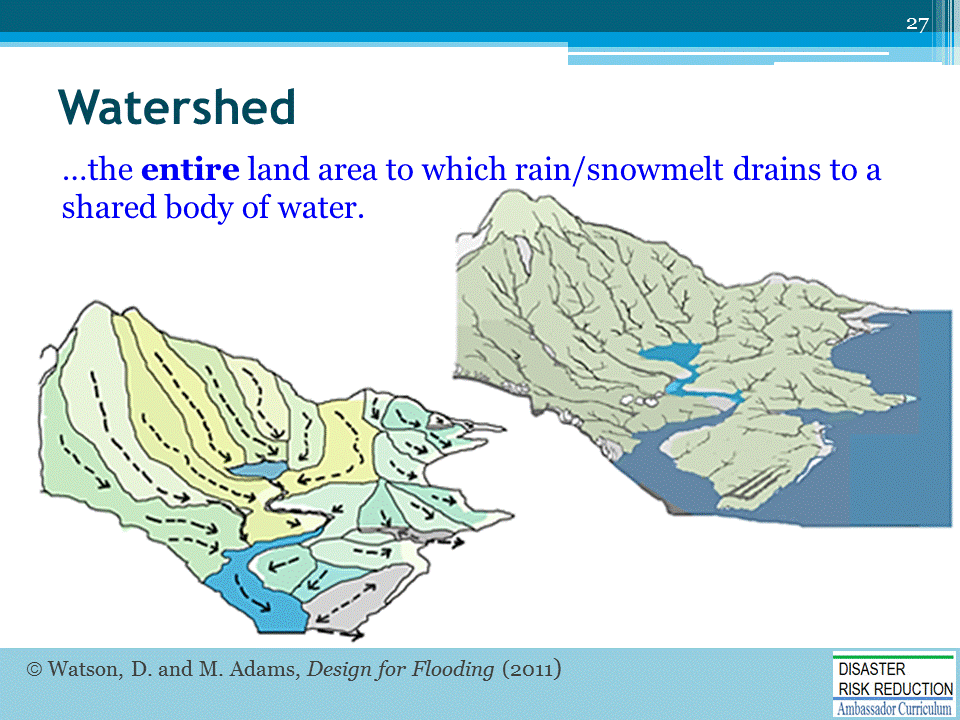 27
Watershed
…the entire land area to which rain/snowmelt drains to a
shared body of water.
© Watson, D. and M. Adams, Design for Flooding (2011)
DISASTER
RISK REDUCTION
Ambassador Curriculum